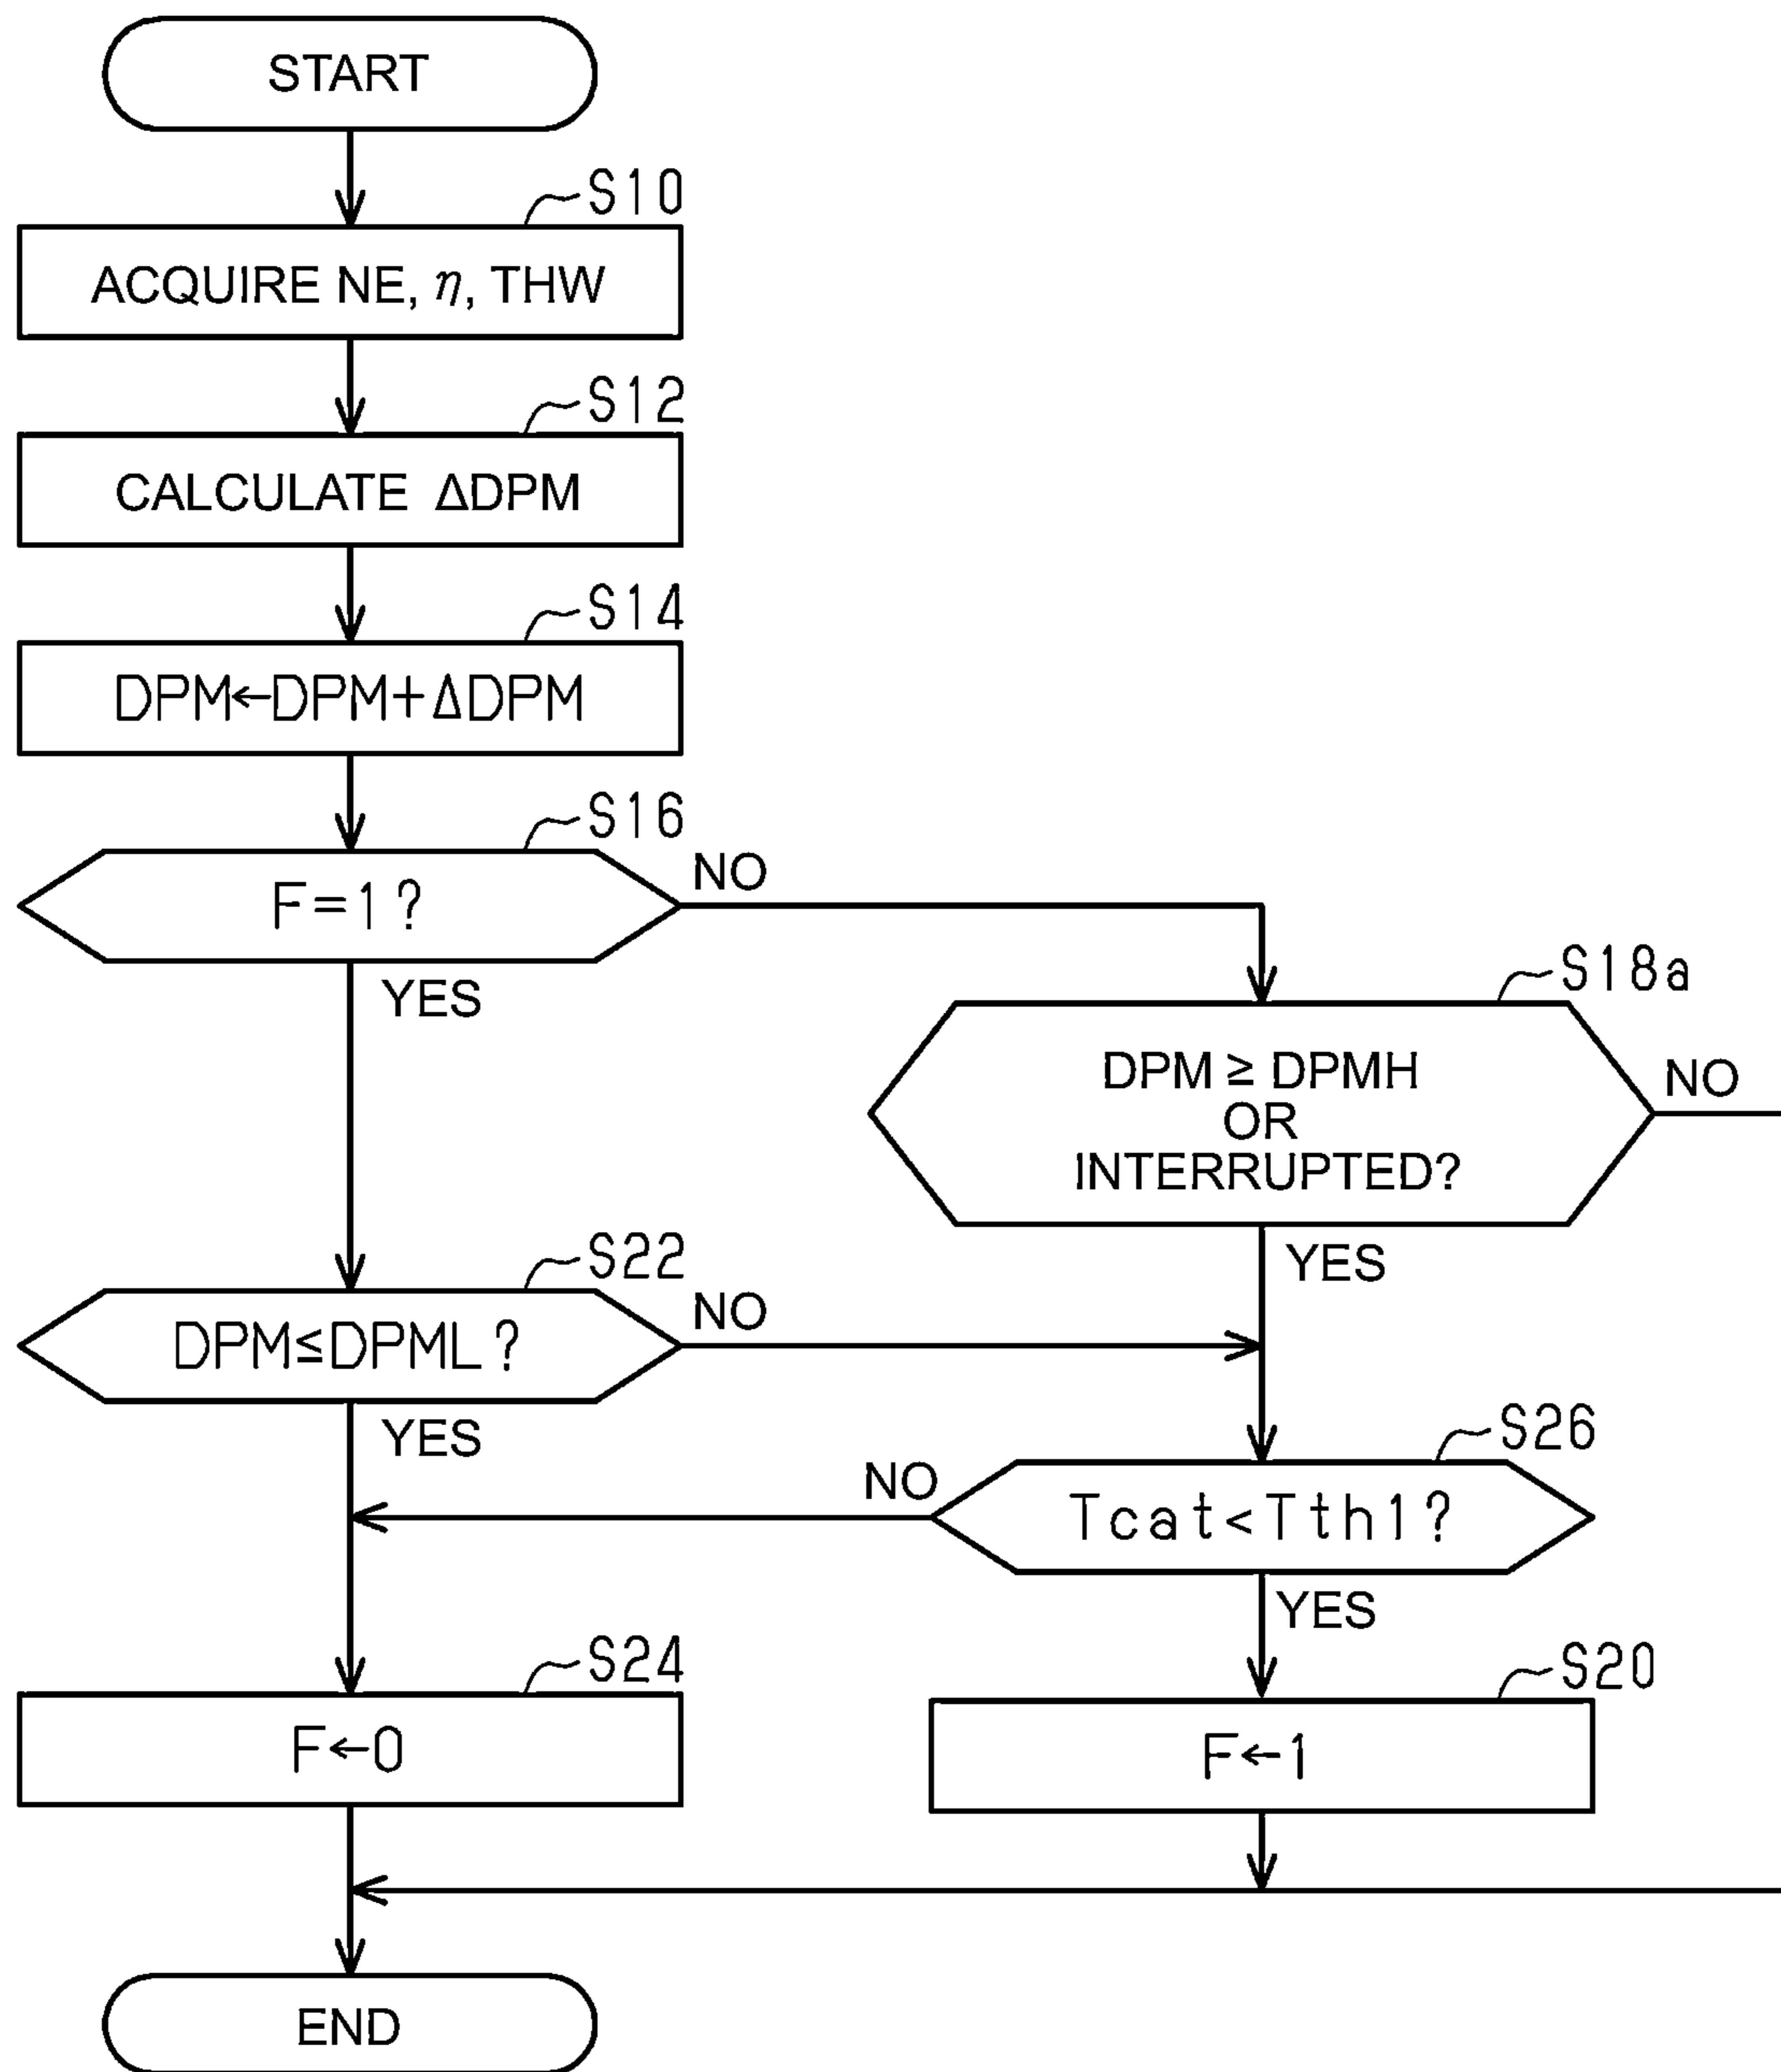 START
S10
ACQUIRE NE, η, THW
S12
CALCULATE ΔDPM
S14
DPM←DPM+ΔDPM
S16
F=1?
NO
YES
S18a
DPM ≧ DPMH
OR
INTERRUPTED?
NO
YES
S22
DPM≦DPML?
NO
YES
S26
Tcat<Tth1?
NO
YES
S24
F←0
S20
F←1
END